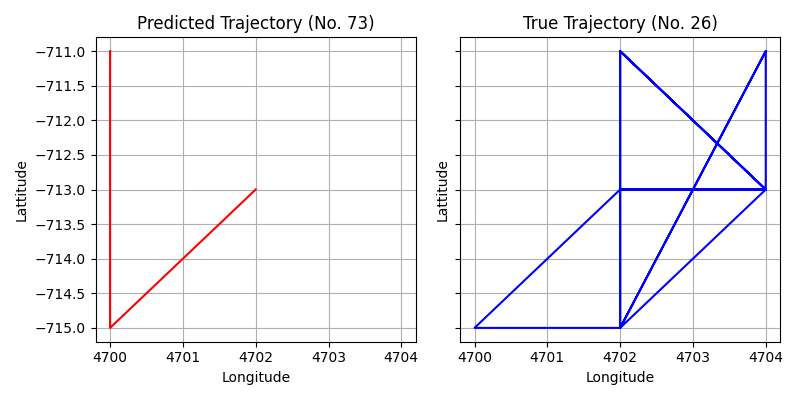 Predicted Trajectory (No. 73)
True Trajectory (No. 26)
Lattitude
−711.0
−711.5
−712.0
−712.5
−713.0
−713.5
−714.0
−714.5
−715.0
4700 4701 4702 4703 4704
Longitude
Lattitude
4700 4701 4702 4703 4704
Longitude